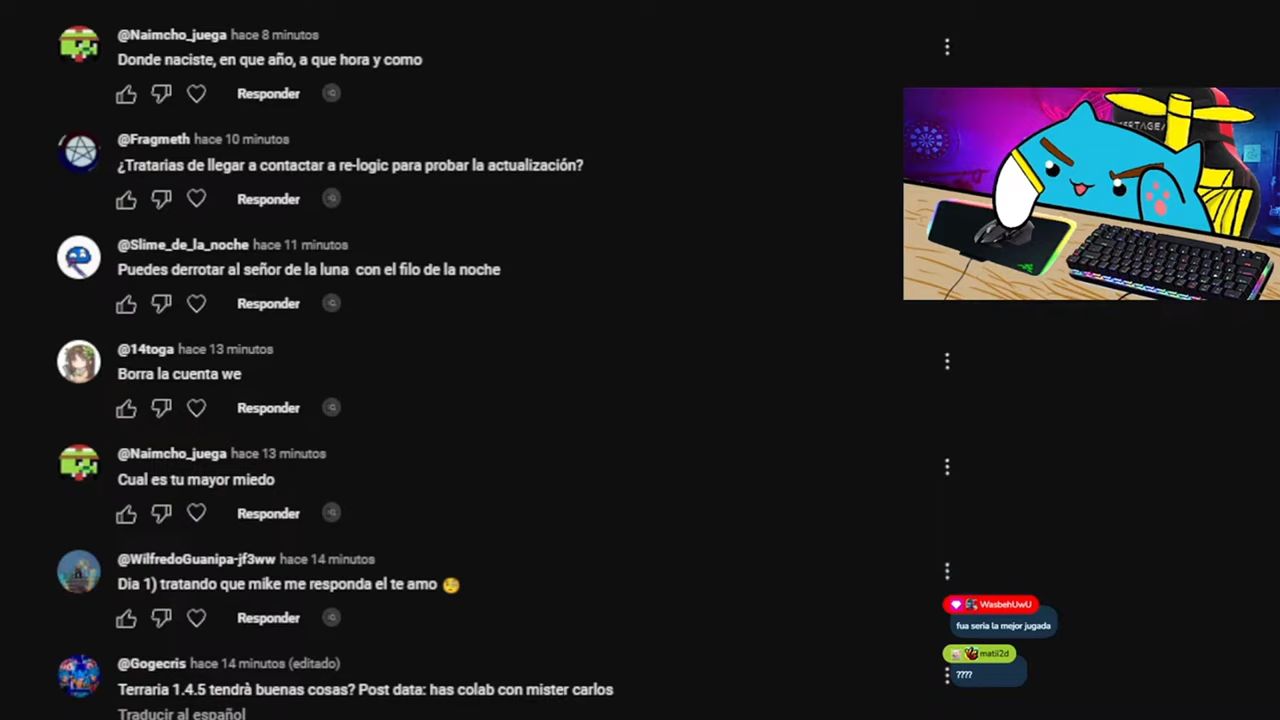 @Naimcho_juega hace 8 minutos
Donde naciste, en que año, a que hora y como
Responder
@Fragmeth hace 10 minutos
¿Tratarias de llegar a contactar a re-logic para probar la actualización?
Responder
@Slime_de_la_noche hace 11 minutos
Puedes derrotar al señor de la luna con el filo de la noche
Responder
@14toga hace 13 minutos
Borra la cuenta we
Responder
@Naimcho_juega hace 13 minutos
Cual es tu mayor miedo
Responder
@WilfredoGuanipa-jf3ww hace 14 minutos
Dia 1) tratando que mike me responda el te amo 🧐
Responder
@Gogecris hace 14 minutos (editado)
Terraria 1.4.5 tendrà buenas cosas? Post data: has colab con mister carlos
Traducir al español
WasbehUwU
fua seria la mejor jugada
matii2d
????